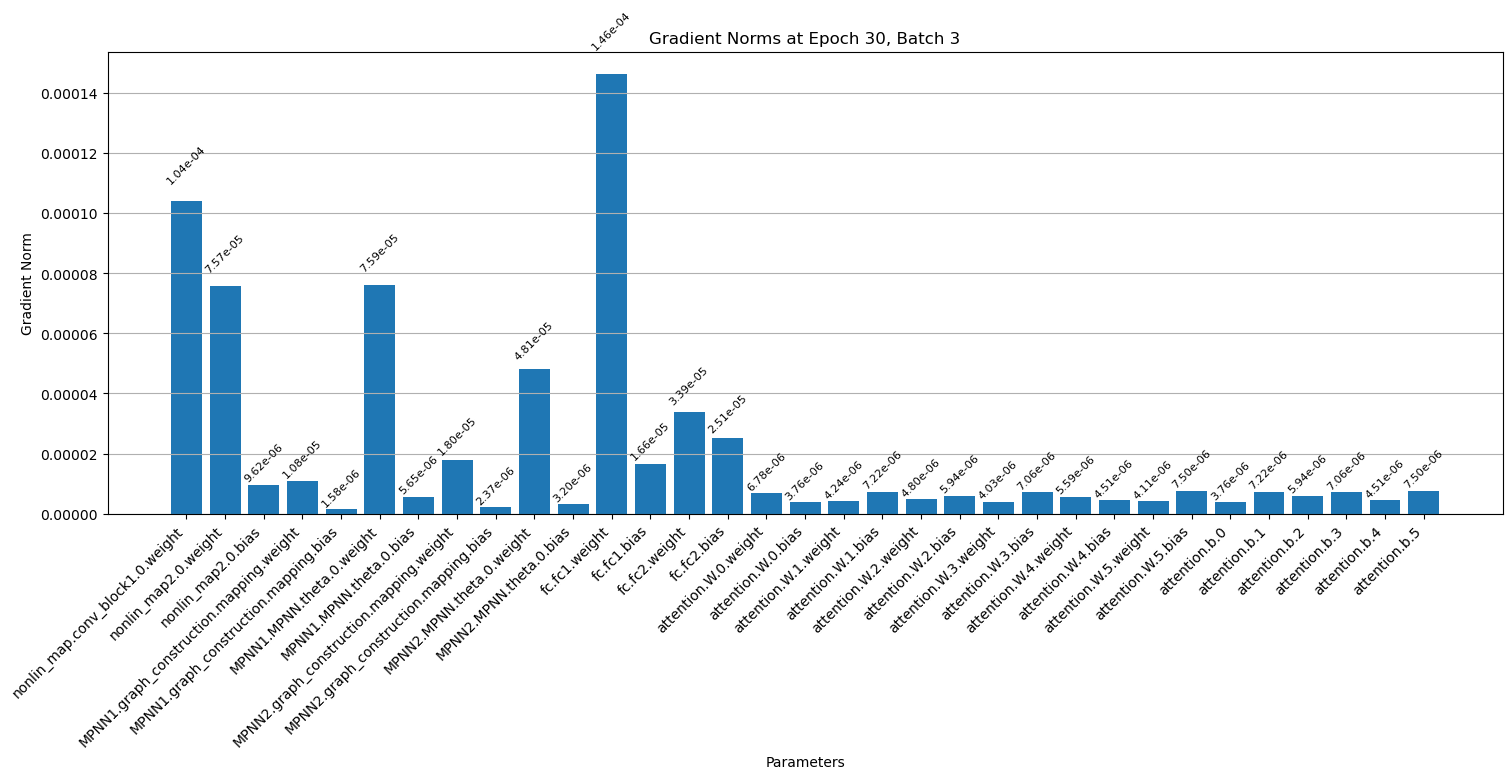 Gradient Norms at Epoch 30, Batch 3
Gradient Norm
0.00014
0.00012
0.00010
0.00008
0.00006
0.00004
0.00002
0.00000
1.04e-04
7.57e-05
9.62e-06
1.08e-05
1.58e-06
7.59e-05
5.65e-06
1.80e-05
2.37e-06
4.81e-05
3.20e-06
1.46e-04
1.66e-05
3.39e-05
2.51e-05
6.78e-06
3.76e-06
4.24e-06
7.22e-06
4.80e-06
5.94e-06
4.03e-06
7.06e-06
5.59e-06
4.51e-06
4.11e-06
7.50e-06
3.76e-06
7.22e-06
5.94e-06
7.06e-06
4.51e-06
7.50e-06
nonlin_map.conv_block1.0.weight
nonlin_map2.0.weight
nonlin_map2.0.bias
MPNN1.graph_construction.mapping.weight
MPNN1.graph_construction.mapping.bias
MPNN1.MPNN.theta.0.weight
MPNN1.MPNN.theta.0.bias
MPNN2.graph_construction.mapping.weight
MPNN2.graph_construction.mapping.bias
MPNN2.MPNN.theta.0.weight
MPNN2.MPNN.theta.0.bias
fc.fc1.weight
fc.fc1.bias
fc.fc2.weight
fc.fc2.bias
attention.W.0.weight
attention.W.0.bias
attention.W.1.weight
attention.W.1.bias
attention.W.2.weight
attention.W.2.bias
attention.W.3.weight
attention.W.3.bias
attention.W.4.weight
attention.W.4.bias
attention.W.5.weight
attention.W.5.bias
attention.b.0
attention.b.1
attention.b.2
attention.b.3
attention.b.4
attention.b.5
Parameters